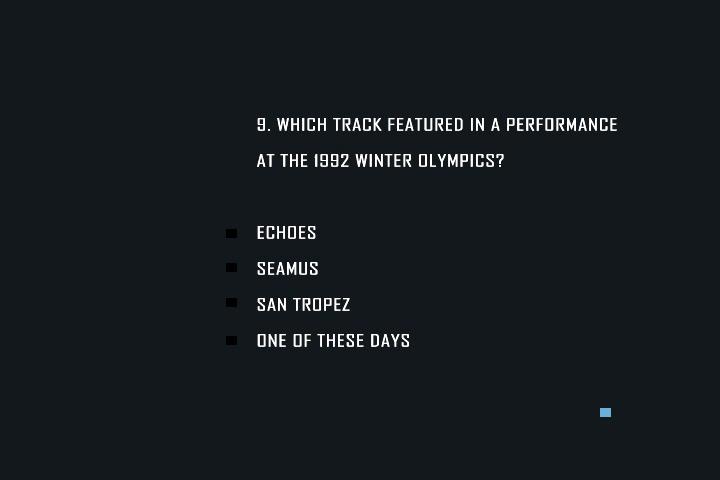 9. WHICH TRACK FEATURED IN A PERFORMANCE
AT THE 1992 WINTER OLYMPICS?
ECHOES
SEAMUS
SAN TROPEZ
ONE OF THESE DAYS